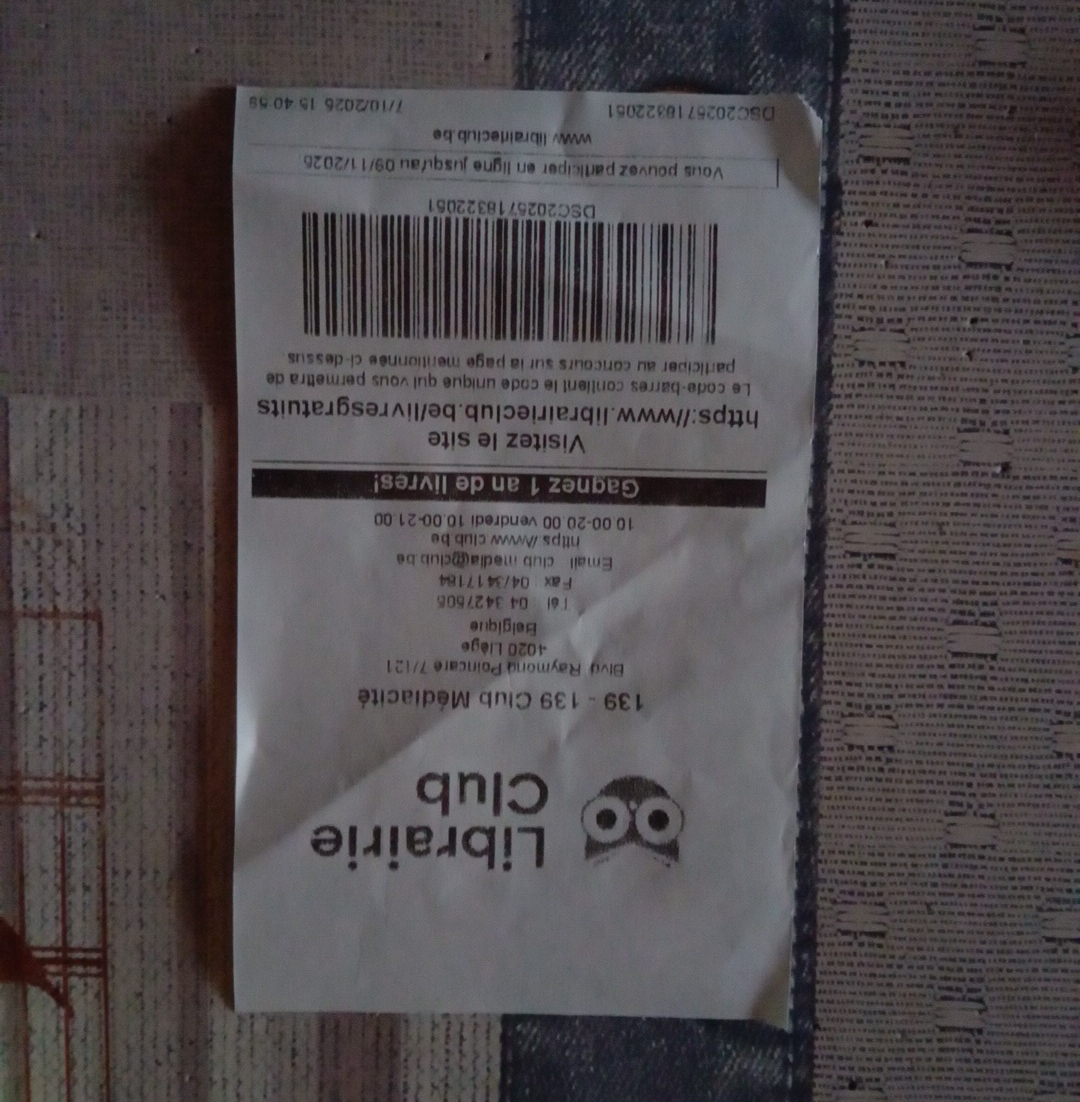 Librairie
Club
139 - 139 Club Médiacité
Blvd Raymond Poincaré 7/121
4020 Liège
Belgique
Tél : 04 3427505
Fax : 04/3417184
Email : club.media@club.be
https://www.club.be
10.00-20.00 vendredi 10.00-21.00
Gagnez 1 an de livres!
Visitez le site
https://www.librairieclub.be/livresgratuits
Le code-barres contient le code unique qui vous permettra de
participer au concours sur la page mentionnée ci-dessus.
DSC2025718322051
Vous pouvez participer en ligne jusqu'au 09/11/2025
www.librairieclub.be
DSC2025718322051 7/10/2025 15:40:59